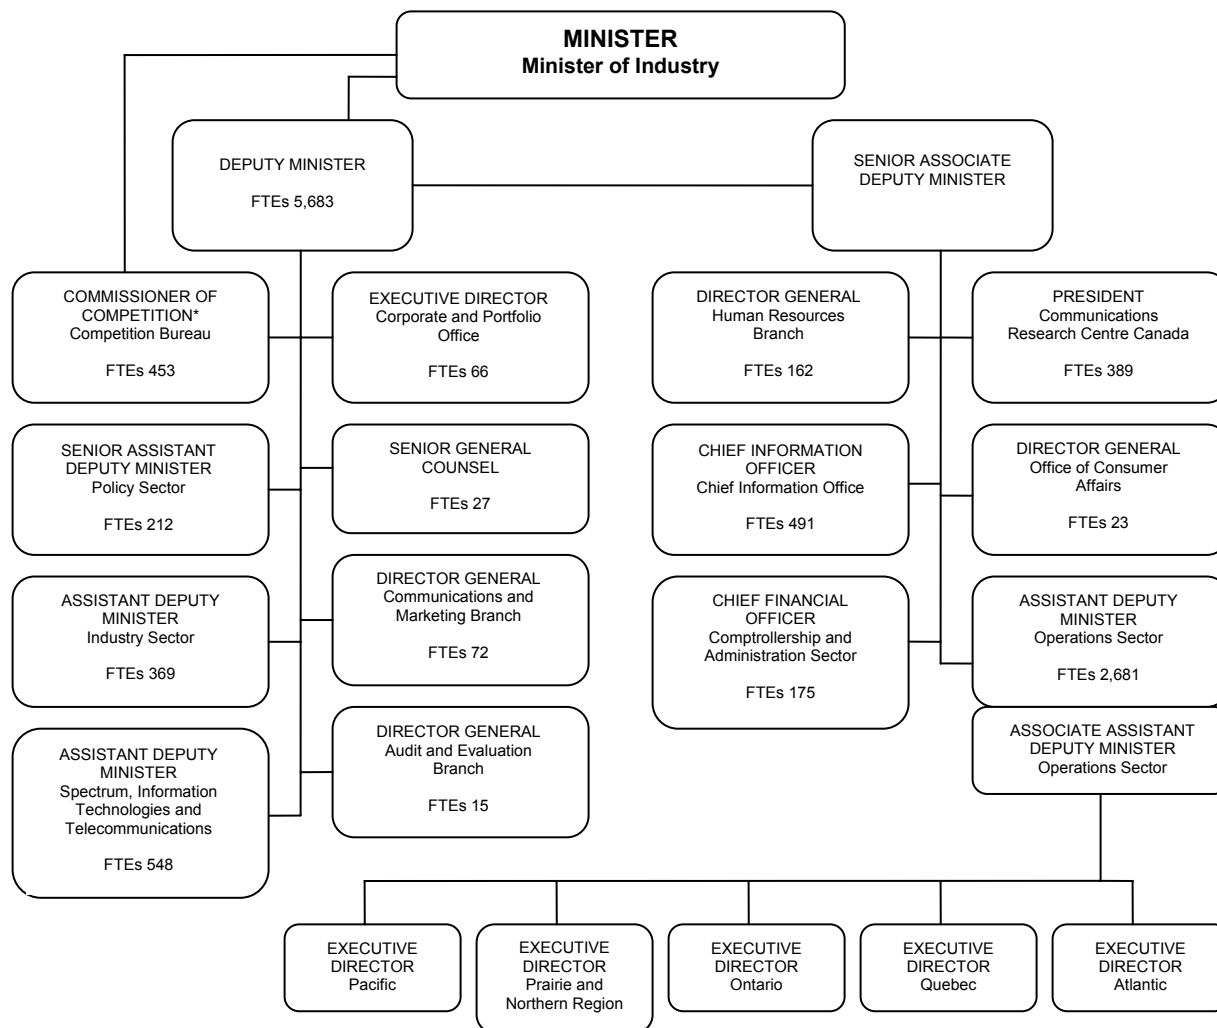 MINISTER
Minister of Industry
DEPUTY MINISTER
FTEs 5,683
SENIOR ASSOCIATE
DEPUTY MINISTER
COMMISSIONER OF
COMPETITION*
Competition Bureau
FTEs 453
EXECUTIVE DIRECTOR
Corporate and Portfolio
Office
FTEs 66
DIRECTOR GENERAL
Human Resources
Branch
FTEs 162
PRESIDENT
Communications
Research Centre Canada
FTEs 389
SENIOR ASSISTANT
DEPUTY MINISTER
Policy Sector
FTEs 212
SENIOR GENERAL
COUNSEL
FTEs 27
CHIEF INFORMATION
OFFICER
Chief Information Office
FTEs 491
DIRECTOR GENERAL
Office of Consumer
Affairs
FTEs 23
ASSISTANT DEPUTY
MINISTER
Industry Sector
FTEs 369
DIRECTOR GENERAL
Communications and
Marketing Branch
FTEs 72
CHIEF FINANCIAL
OFFICER
Comptrollership and
Administration Sector
FTEs 175
ASSISTANT DEPUTY
MINISTER
Operations Sector
FTEs 2,681
ASSISTANT DEPUTY
MINISTER
Spectrum, Information
Technologies and
Telecommunications
FTEs 548
DIRECTOR GENERAL
Audit and Evaluation
Branch
FTEs 15
ASSOCIATE ASSISTANT
DEPUTY MINISTER
Operations Sector
EXECUTIVE
DIRECTOR
Pacific
EXECUTIVE
DIRECTOR
Prairie and
Northern Region
EXECUTIVE
DIRECTOR
Ontario
EXECUTIVE
DIRECTOR
Quebec
EXECUTIVE
DIRECTOR
Atlantic